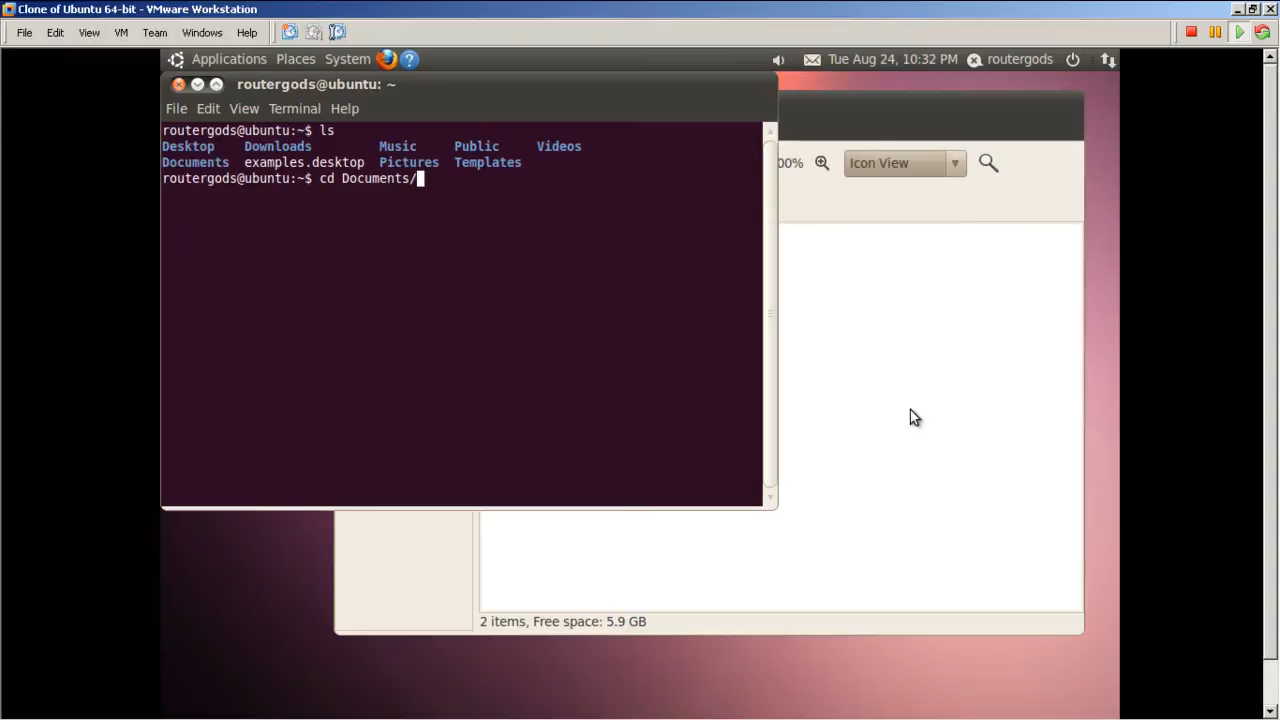 Clone of Ubuntu 64-bit - VMware Workstation
File Edit View VM Team Windows Help
Applications Places System ? Tue Aug 24, 10:32 PM routergods
routergods@ubuntu: ~
File Edit View Terminal Help
routergods@ubuntu:~$ ls
Desktop Downloads Music Public Videos
Documents examples.desktop Pictures Templates
routergods@ubuntu:~$ cd Documents/
00% Icon View
2 items, Free space: 5.9 GB